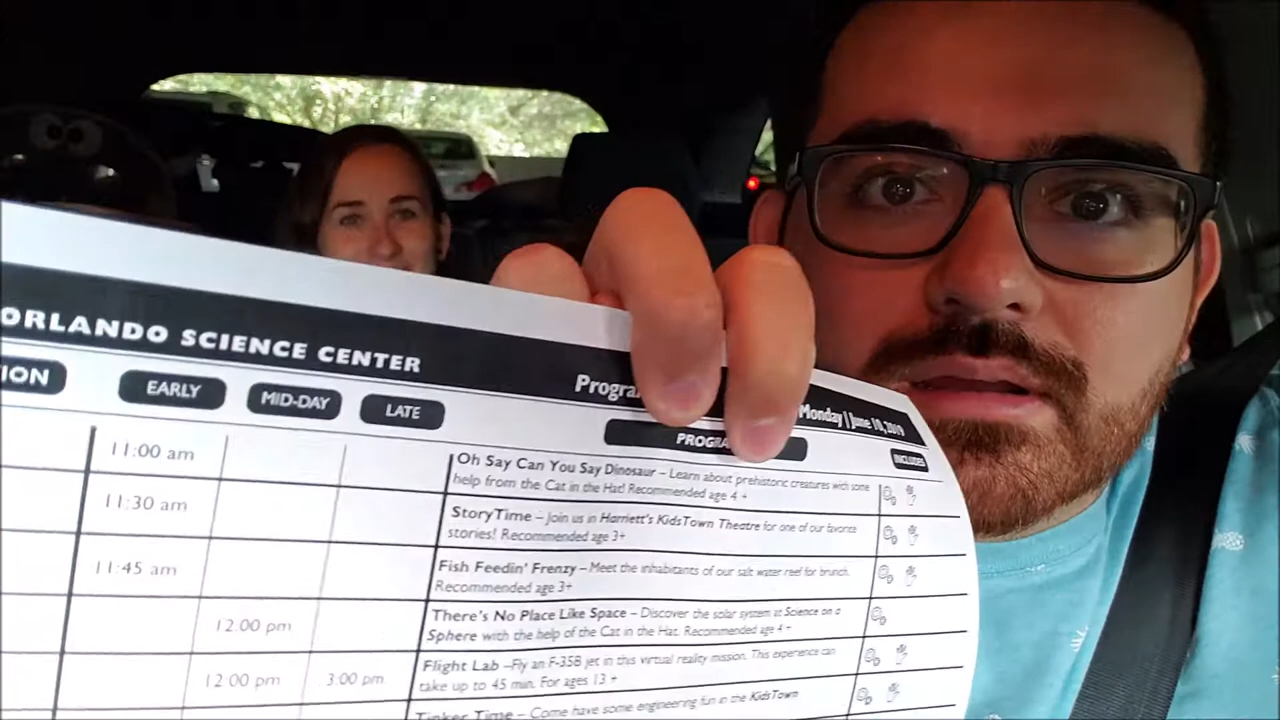 ORLANDO SCIENCE CENTER
Progra Monday | June 10, 2019
ION EARLY MID-DAY LATE PROGRA INCLUDES
11:00 am Oh Say Can You Say Dinosaur – Learn about prehistoric creatures with some
help from the Cat in the Hat! Recommended age 4 +
11:30 am StoryTime – Join us in Harriett's KidsTown Theatre for one of our favorite
stories! Recommended age 3+
11:45 am Fish Feedin' Frenzy – Meet the inhabitants of our salt water reef for brunch.
Recommended age 3+
12:00 pm There's No Place Like Space – Discover the solar system at Science on a
Sphere with the help of the Cat in the Hat. Recommended age 4 +
12:00 pm 3:00 pm Flight Lab –Fly an F-35B jet in this virtual reality mission. This experience can
take up to 45 min. For ages 13 +
Tinker Time – Come have some engineering fun in the KidsTown